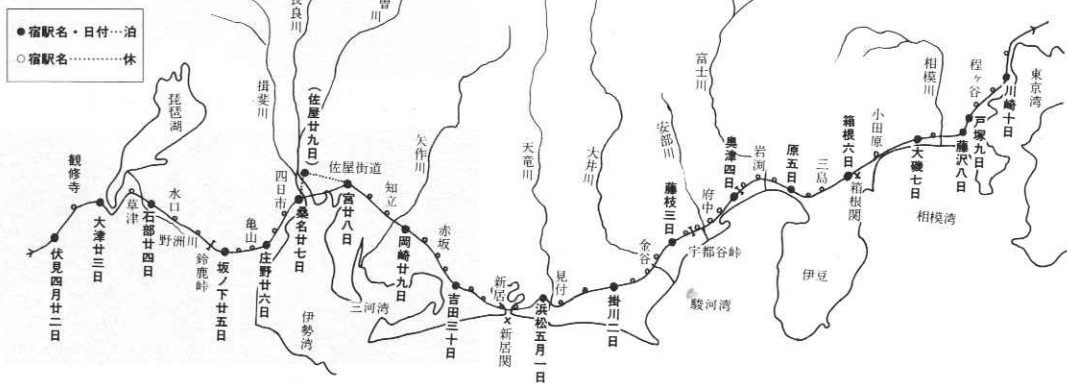 ●宿駅名・日付…泊
○宿駅名………休
観修寺
伏見四月廿二日
大津廿三日
琵琶湖
草津
石部廿四日
水口
野洲川
鈴鹿峠
坂ノ下廿五日
亀山
庄野廿六日
四日市
揖斐川
長良川
桑名廿七日
(佐屋廿九日)
佐屋街道
伊勢湾
宮廿八日
三河湾
知立
矢作川
岡崎廿九日
赤坂
吉田三十日
新居
新居関
浜松五月一日
天竜川
見付
掛川二日
大井川
金谷
藤枝三日
宇都谷峠
安部川
府中
駿河湾
奥津四日
富士川
岩渕
原五日
三島
伊豆
箱根六日
箱根関
小田原
大磯七日
相模川
相模湾
藤沢八日
戸塚九日
程ヶ谷
川崎十日
東京湾